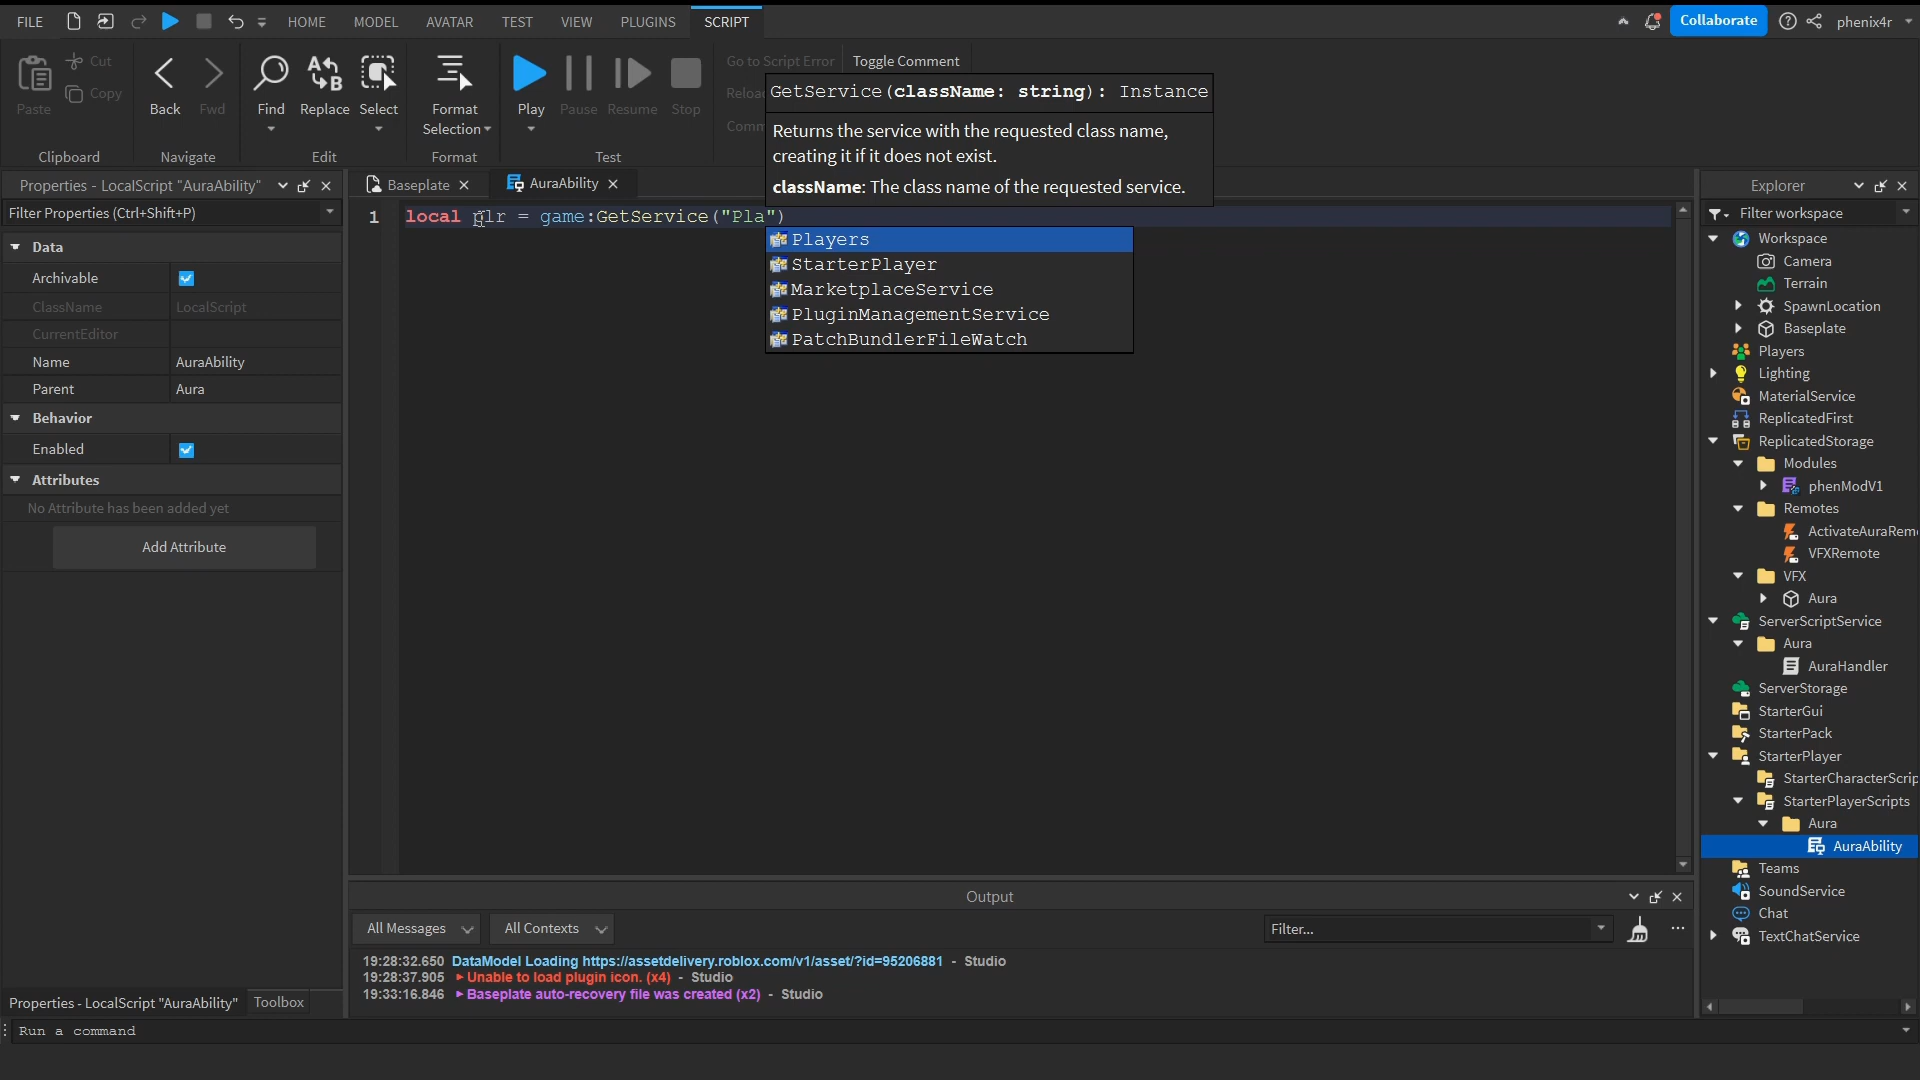 FILE
HOME
MODEL
AVATAR
TEST
VIEW
PLUGINS
SCRIPT
Collaborate
phenix4r
Paste
Cut
Copy
Clipboard
Back
Fwd
Navigate
Find
Replace
Select
Edit
Format
Selection
Format
Play
Pause
Resume
Stop
Test
Go to Script Error
Toggle Comment
GetService(className: string): Instance
Returns the service with the requested class name,
creating it if it does not exist.
className: The class name of the requested service.
Properties - LocalScript "AuraAbility"
Filter Properties (Ctrl+Shift+P)
Data
Archivable
ClassName LocalScript
CurrentEditor
Name AuraAbility
Parent Aura
Behavior
Enabled
Attributes
No Attribute has been added yet
Add Attribute
Baseplate
AuraAbility
1 local plr = game:GetService("Pla")
Players
StarterPlayer
MarketplaceService
PluginManagementService
PatchBundlerFileWatch
Explorer
Filter workspace
Workspace
Camera
Terrain
SpawnLocation
Baseplate
Players
Lighting
MaterialService
ReplicatedFirst
ReplicatedStorage
Modules
phenModV1
Remotes
ActivateAuraRem
VFXRemote
VFX
Aura
ServerScriptService
Aura
AuraHandler
ServerStorage
StarterGui
StarterPack
StarterPlayer
StarterCharacterScrip
StarterPlayerScripts
Aura
AuraAbility
Teams
SoundService
Chat
TextChatService
Output
All Messages
All Contexts
Filter...
19:28:32.650 DataModel Loading https://assetdelivery.roblox.com/v1/asset/?id=95206881 - Studio
19:28:37.905 Unable to load plugin icon. (x4) - Studio
19:33:16.846 Baseplate auto-recovery file was created (x2) - Studio
Properties - LocalScript "AuraAbility"
Toolbox
Run a command